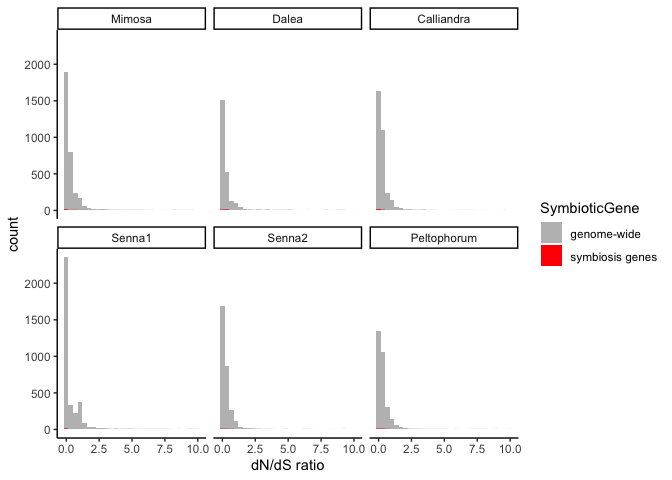 Mimosa Dalea Calliandra
2000
1500
1000
500
0
Senna1 Senna2 Peltophorum
2000
1500
1000
500
0
0.0 2.5 5.0 7.5 10.0 0.0 2.5 5.0 7.5 10.0 0.0 2.5 5.0 7.5 10.0
dN/dS ratio
count
SymbioticGene
genome-wide
symbiosis genes